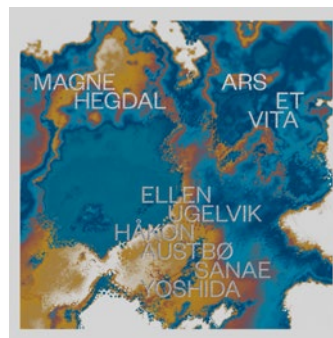 MAGNE
HEGDAL
ARS
ET
VITA
ELLEN
UGELVIK
HÅKON
AUSTBØ
SANAE
YOSHIDA